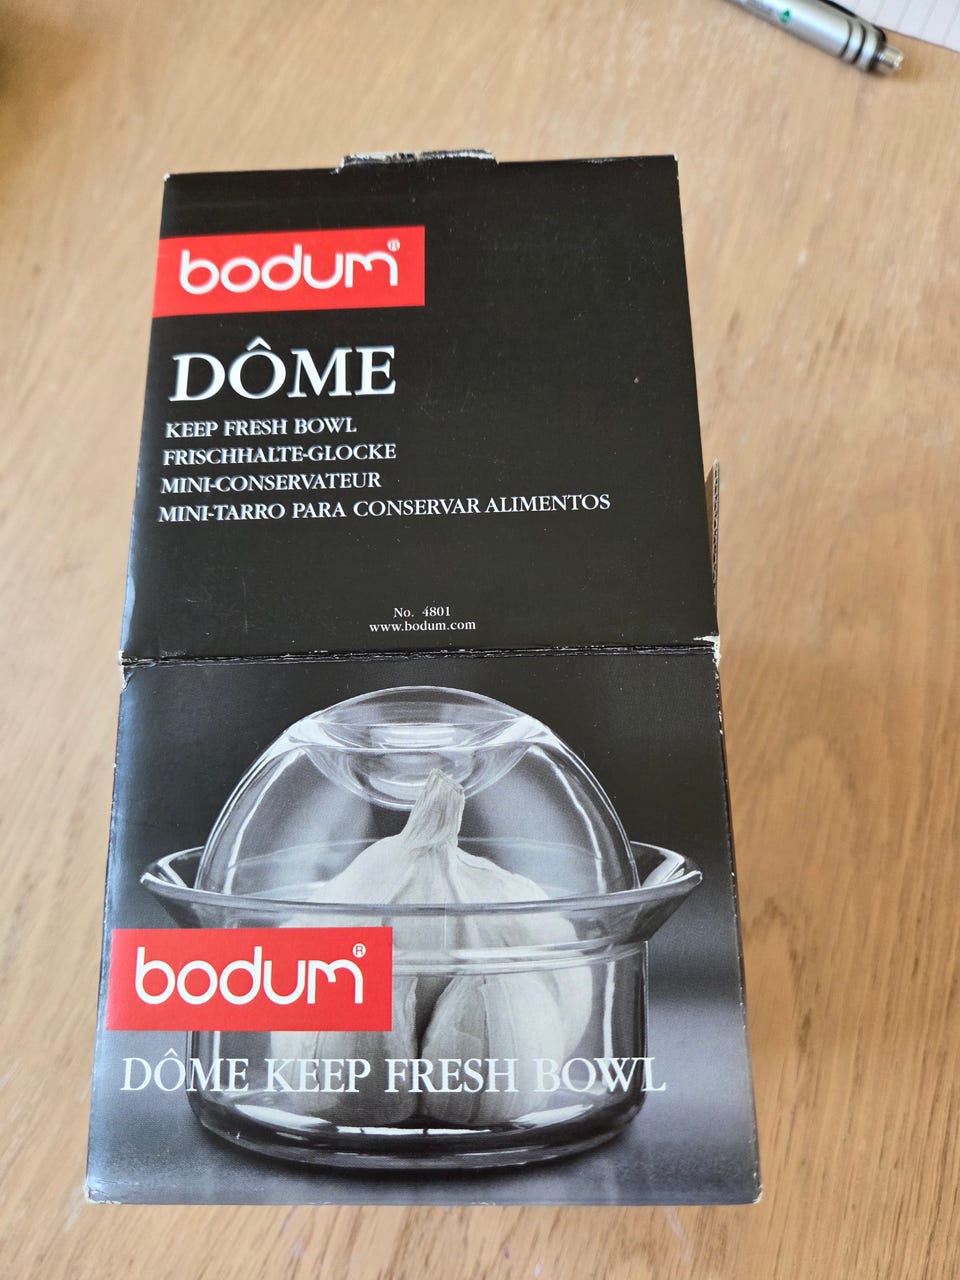 bodum®
DÔME
KEEP FRESH BOWL
FRISCHHALTE-GLOCKE
MINI-CONSERVATEUR
MINI-TARRO PARA CONSERVAR ALIMENTOS
No. 4801
www.bodum.com
bodum®
DÔME KEEP FRESH BOWL